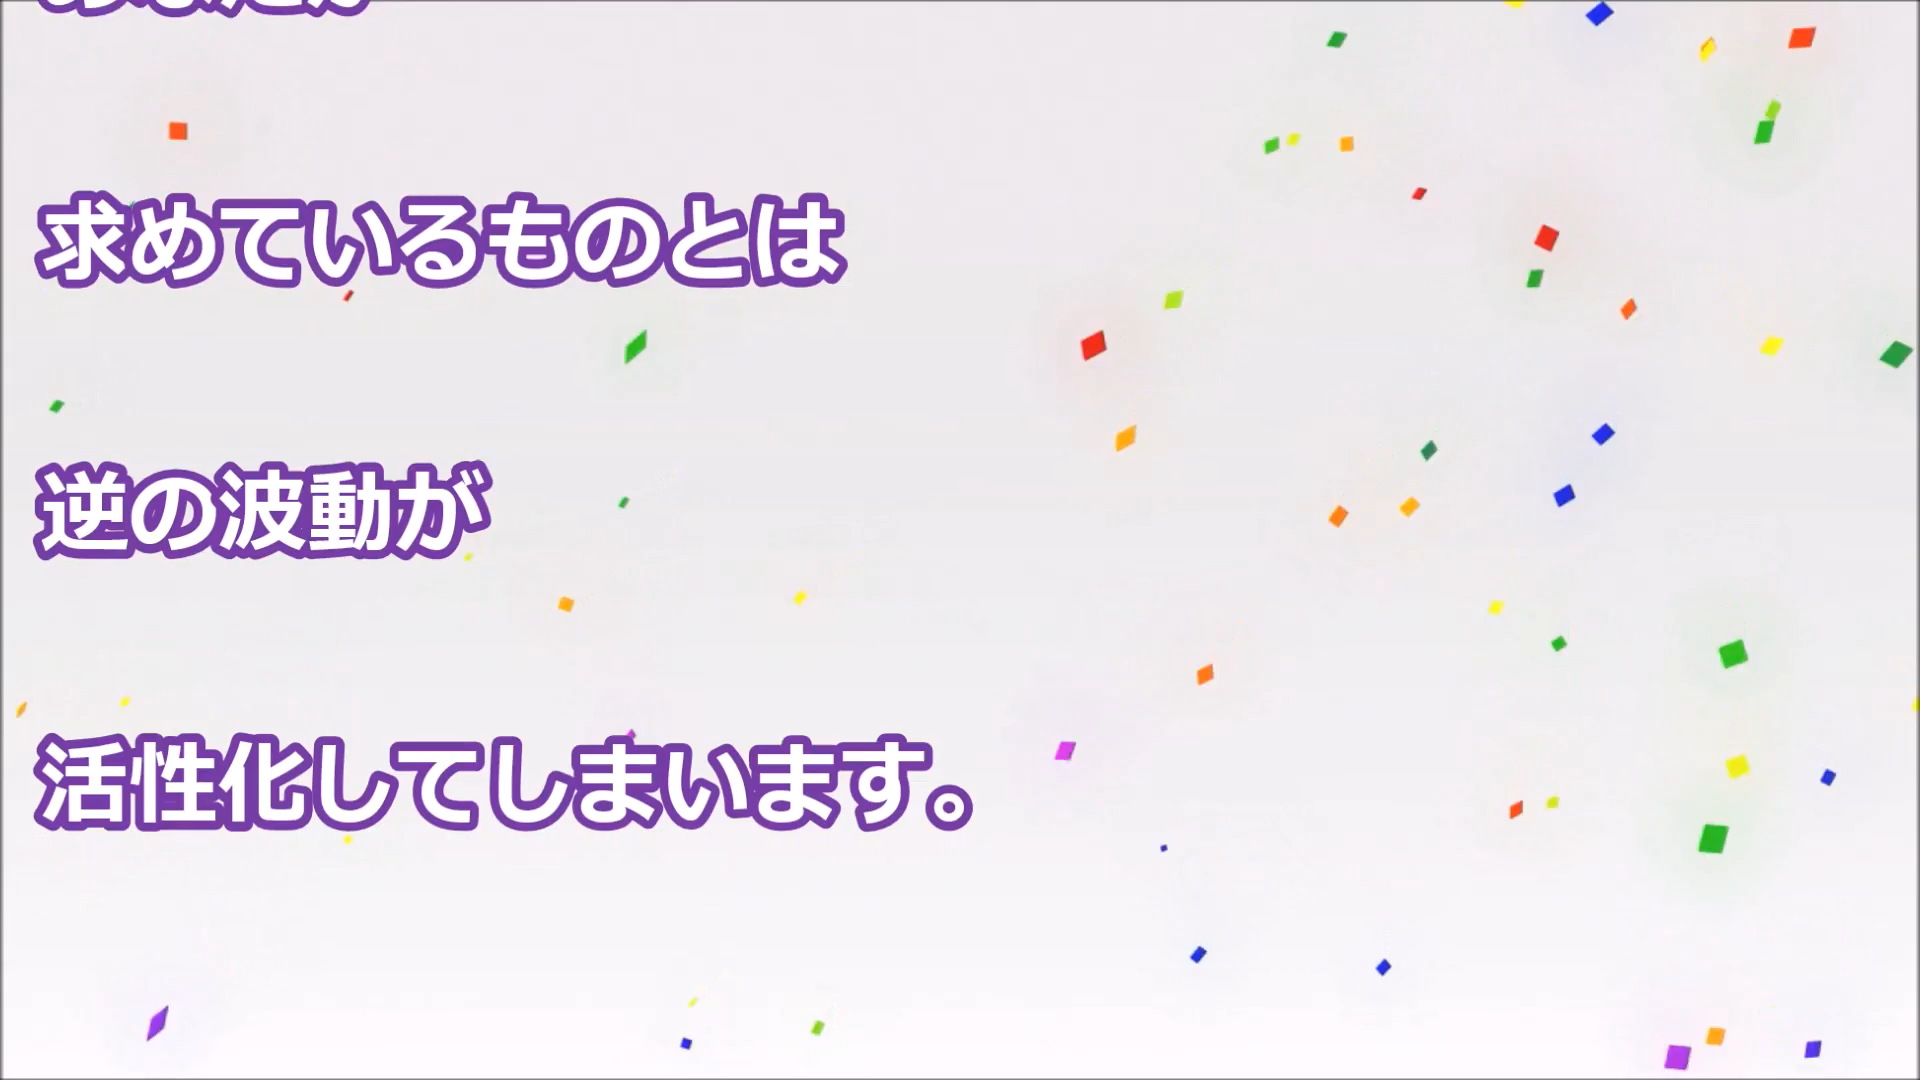 求めているものとは
逆の波動が
活性化してしまいます。